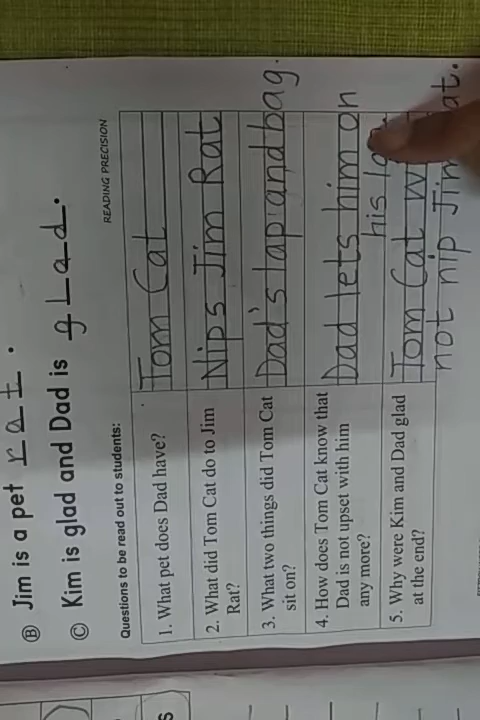 Ⓑ Jim is a pet rat.
Ⓒ Kim is glad and Dad is glad.
READING PRECISION
Questions to be read out to students:
1. What pet does Dad have?
Tom Cat
2. What did Tom Cat do to Jim
Rat?
Nips Jim Rat
3. What two things did Tom Cat
sit on?
Dad's lap and bag.
4. How does Tom Cat know that
Dad is not upset with him
any more?
Dad lets him on
his
5. Why were Kim and Dad glad
at the end?
Tom Cat
not nip Jim